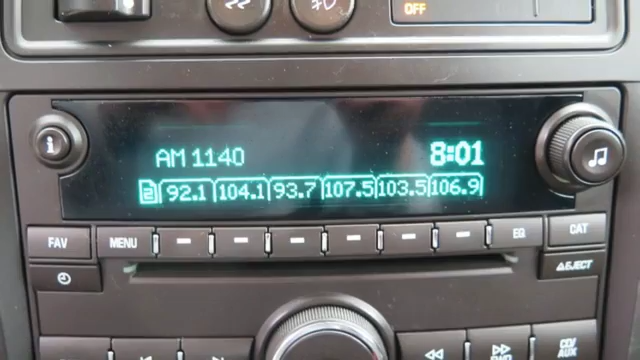 OFF
AM 1140 8:01
2 92.1 104.1 93.7 107.5 103.5 106.9
FAV MENU EQ CAT
EJECT
CD/AUX